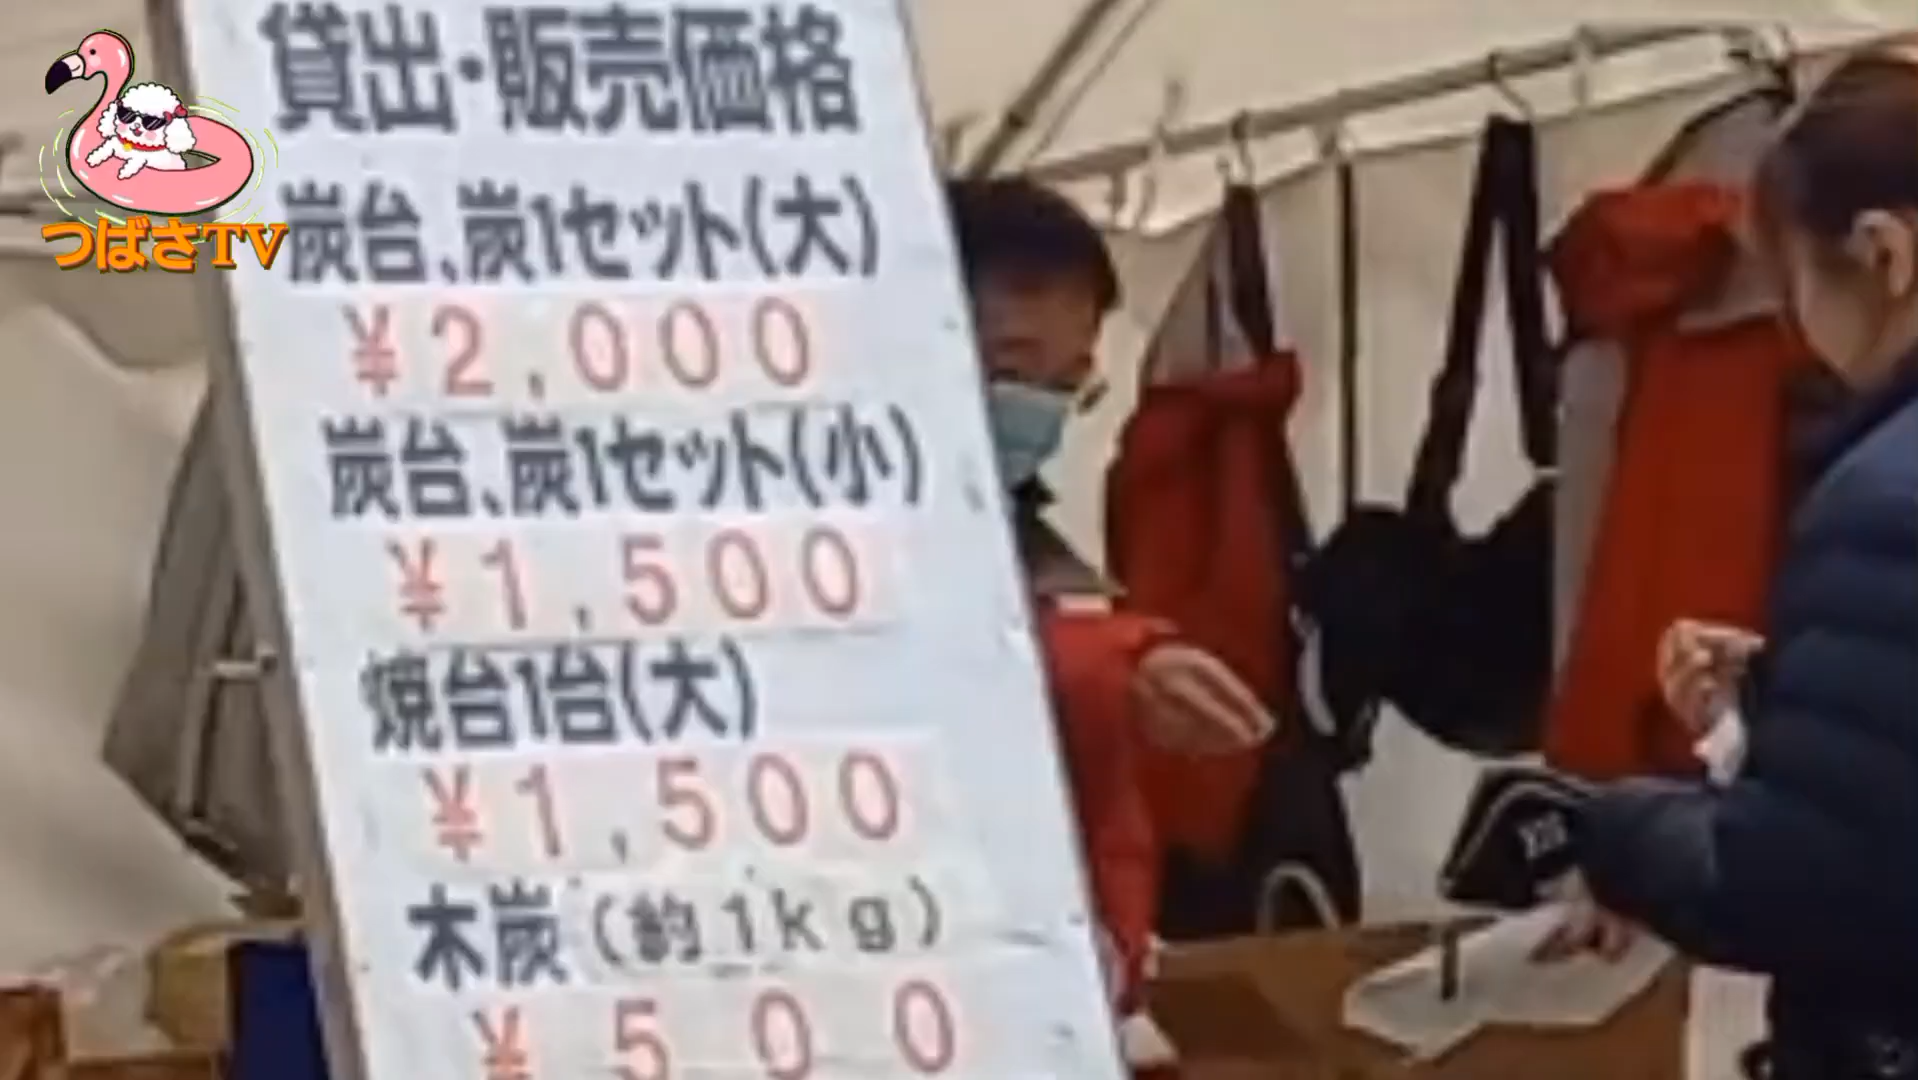 貸出・販売価格
炭台、炭1セット(大)
¥2,000
炭台、炭1セット(小)
¥1,500
焼台1台(大)
¥1,500
木炭(約1kg)
¥500
つばさTV